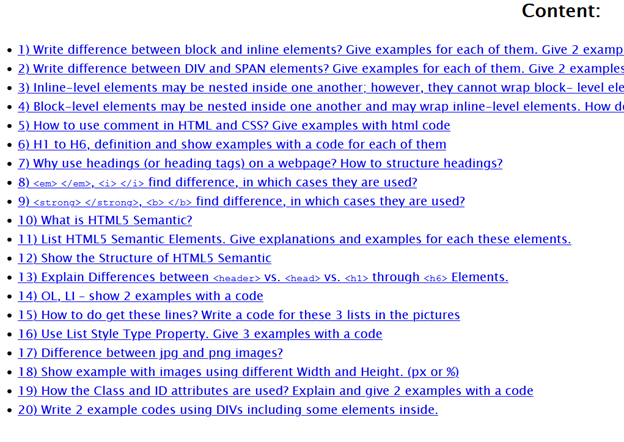 Content:
• 1) Write difference between block and inline elements? Give examples for each of them. Give 2 examp
• 2) Write difference between DIV and SPAN elements? Give examples for each of them. Give 2 examples
• 3) Inline-level elements may be nested inside one another; however, they cannot wrap block- level ele
• 4) Block-level elements may be nested inside one another and may wrap inline-level elements. How d
• 5) How to use comment in HTML and CSS? Give examples with html code
• 6) H1 to H6, definition and show examples with a code for each of them
• 7) Why use headings (or heading tags) on a webpage? How to structure headings?
• 8) <em> </em>, <i> </i> find difference, in which cases they are used?
• 9) <strong> </strong>, <b> </b> find difference, in which cases they are used?
• 10) What is HTML5 Semantic?
• 11) List HTML5 Semantic Elements. Give explanations and examples for each these elements.
• 12) Show the Structure of HTML5 Semantic
• 13) Explain Differences between <header> vs. <head> vs. <h1> through <h6> Elements.
• 14) OL, LI – show 2 examples with a code
• 15) How to do get these lines? Write a code for these 3 lists in the pictures
• 16) Use List Style Type Property. Give 3 examples with a code
• 17) Difference between jpg and png images?
• 18) Show example with images using different Width and Height. (px or %)
• 19) How the Class and ID attributes are used? Explain and give 2 examples with a code
• 20) Write 2 example codes using DIVs including some elements inside.